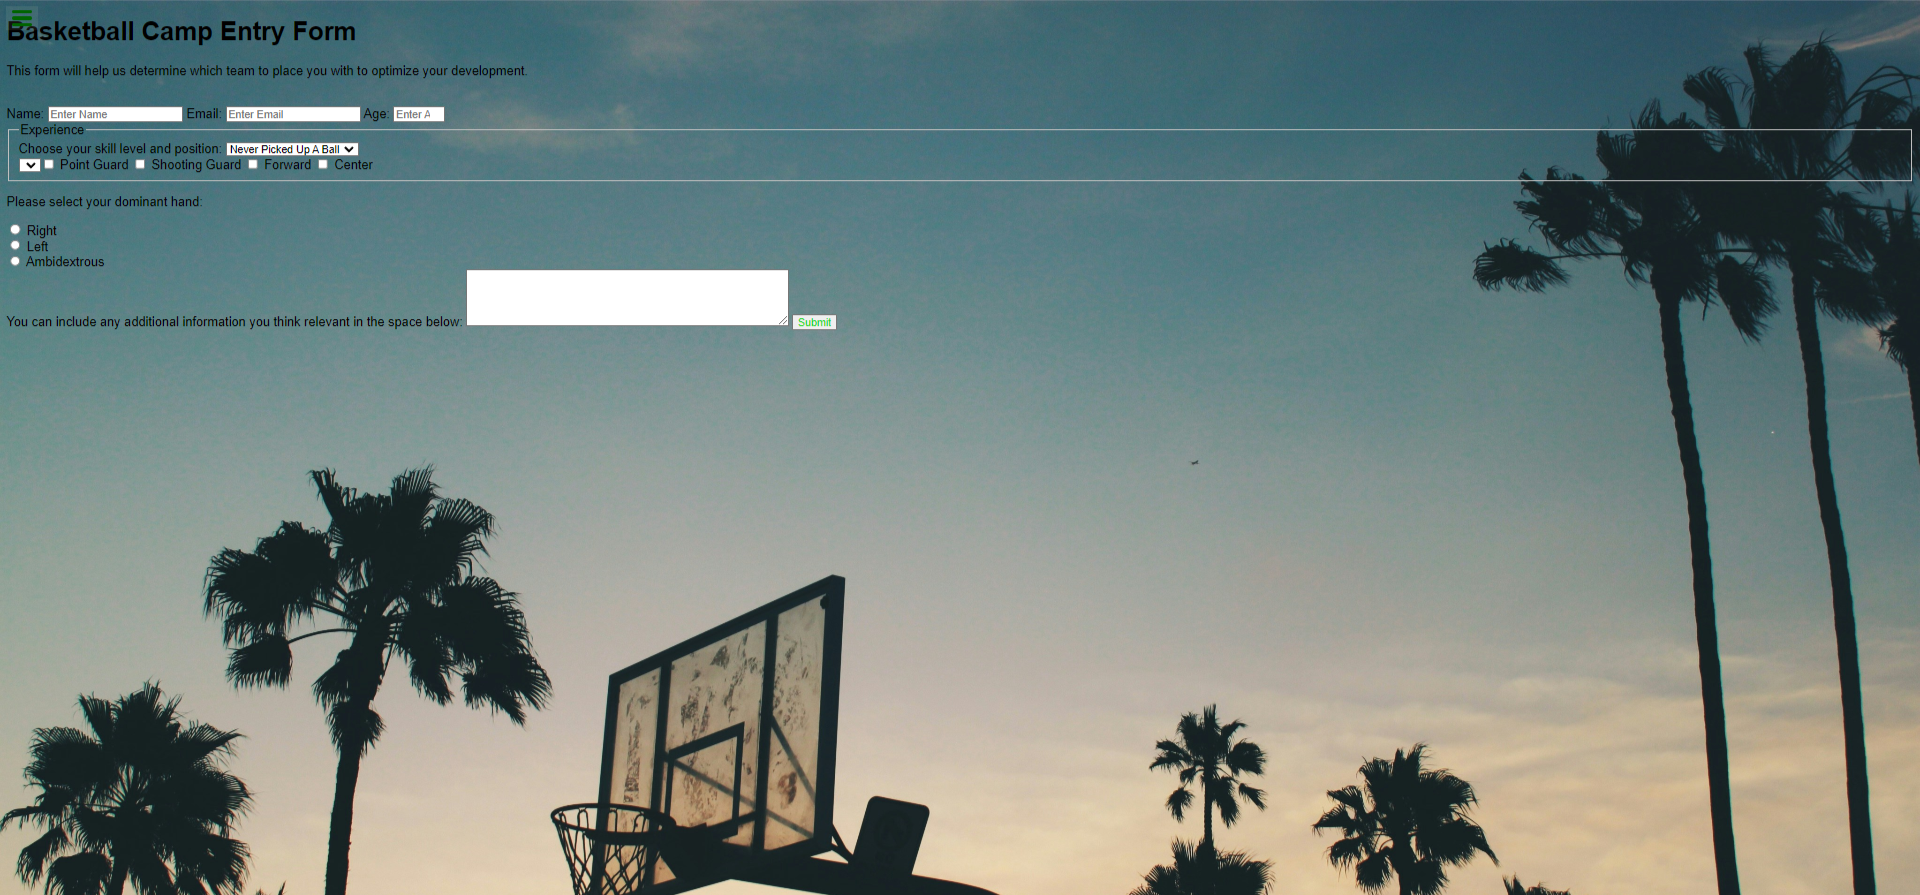 Basketball Camp Entry Form
This form will help us determine which team to place you with to optimize your development.
Name: Enter Name Email: Enter Email Age: Enter A
Experience
Choose your skill level and position: Never Picked Up A Ball
Point Guard Shooting Guard Forward Center
Please select your dominant hand:
Right
Left
Ambidextrous
You can include any additional information you think relevant in the space below: Submit